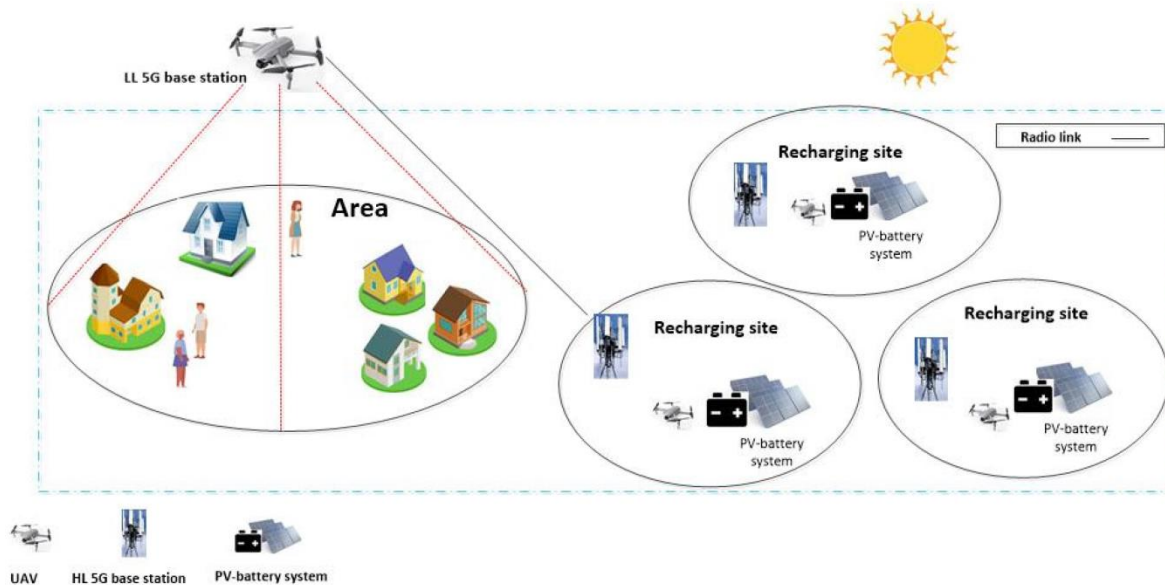 LL 5G base station
Radio link
Recharging site
PV-battery
system
Area
Recharging site
PV-battery
system
Recharging site
PV-battery
system
UAV
HL 5G base station
PV-battery system